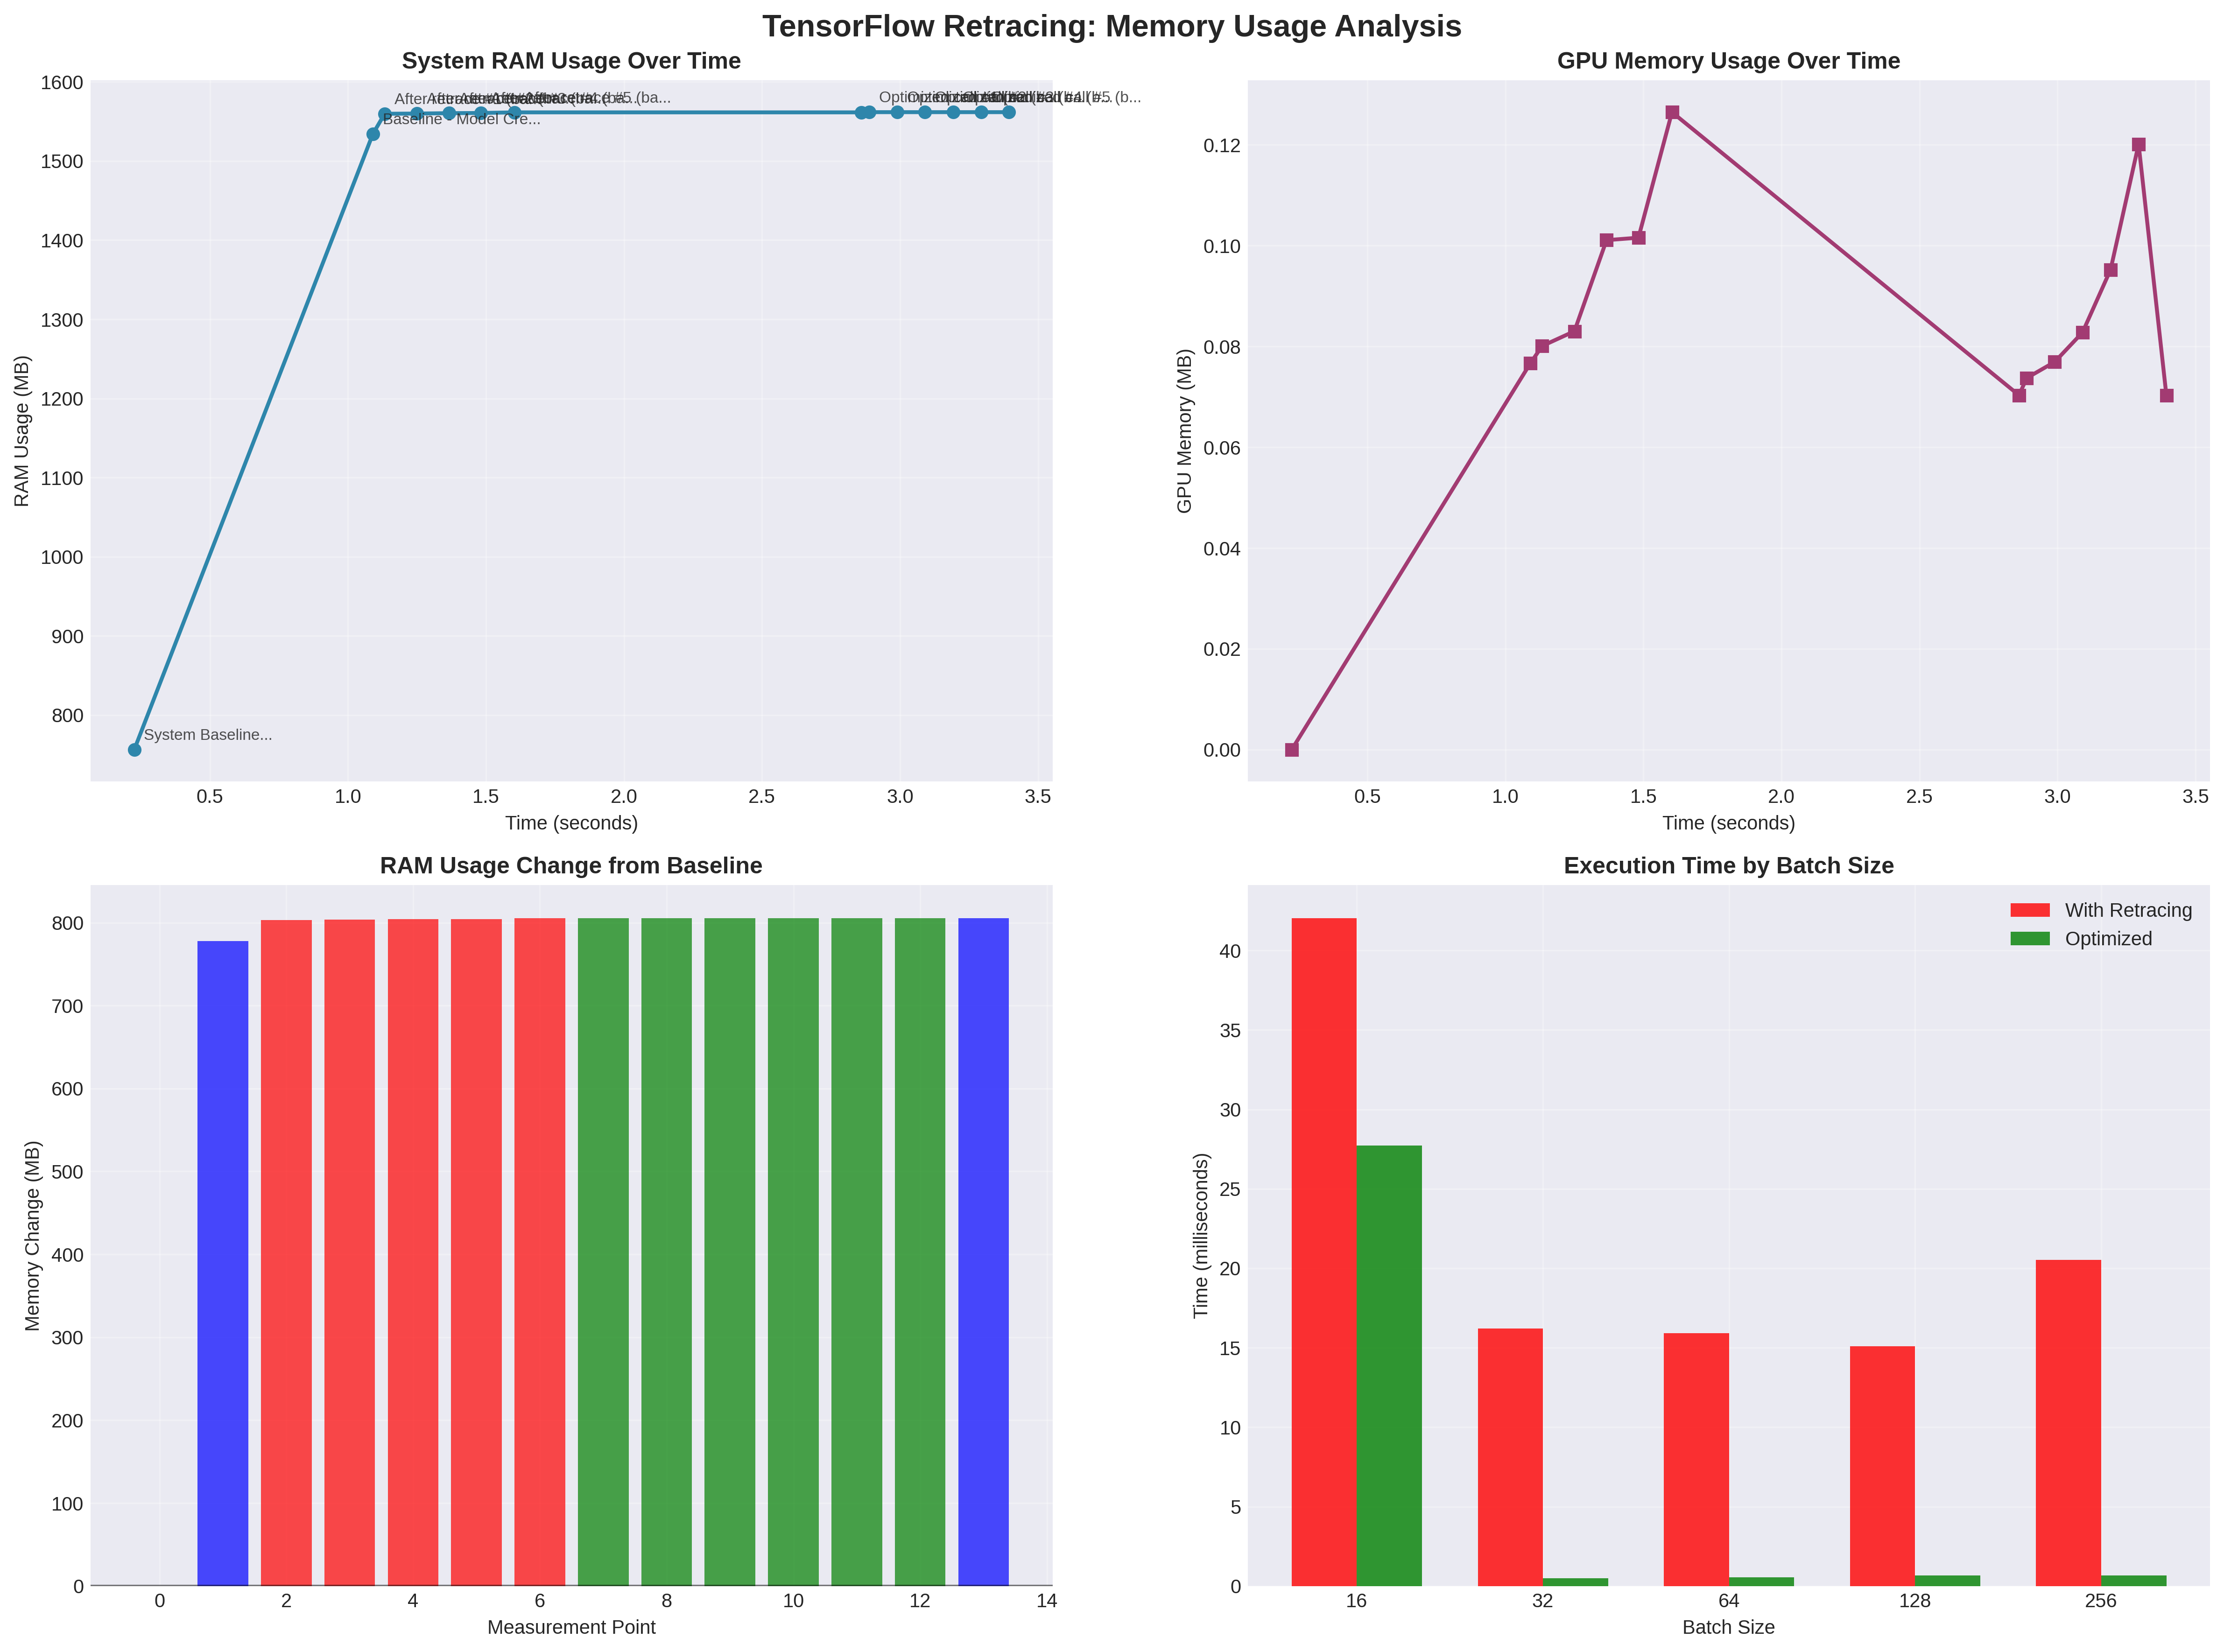 TensorFlow Retracing: Memory Usage Analysis
System RAM Usage Over Time
1600
1500
1400
1300
1200
1100
1000
900
800
RAM Usage (MB)
System Baseline...
Baseline - Model Cre...
0.5 1.0 1.5 2.0 2.5 3.0 3.5
Time (seconds)
GPU Memory Usage Over Time
0.12
0.10
0.08
0.06
0.04
0.02
0.00
GPU Memory (MB)
0.5 1.0 1.5 2.0 2.5 3.0 3.5
Time (seconds)
RAM Usage Change from Baseline
800
700
600
500
400
300
200
100
0
Memory Change (MB)
0 2 4 6 8 10 12 14
Measurement Point
Execution Time by Batch Size
With Retracing
Optimized
40
35
30
25
20
15
10
5
0
Time (milliseconds)
16 32 64 128 256
Batch Size